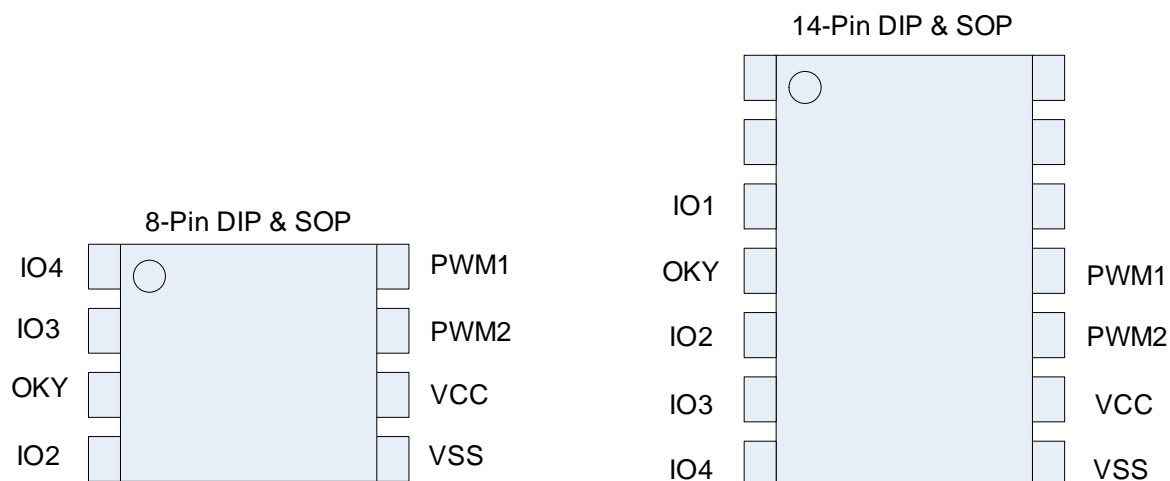 8-Pin DIP & SOP
IO4
PWM1
IO3
PWM2
OKY
VCC
IO2
VSS
14-Pin DIP & SOP
IO1
OKY
PWM1
IO2
PWM2
IO3
VCC
IO4
VSS